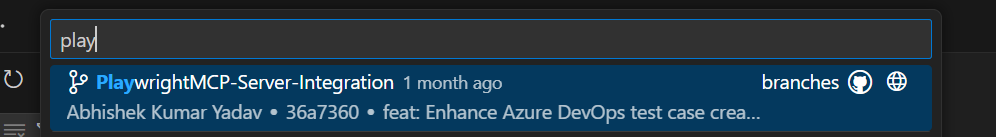 play
PlaywrightMCP-Server-Integration 1 month ago branches
Abhishek Kumar Yadav • 36a7360 • feat: Enhance Azure DevOps test case crea...